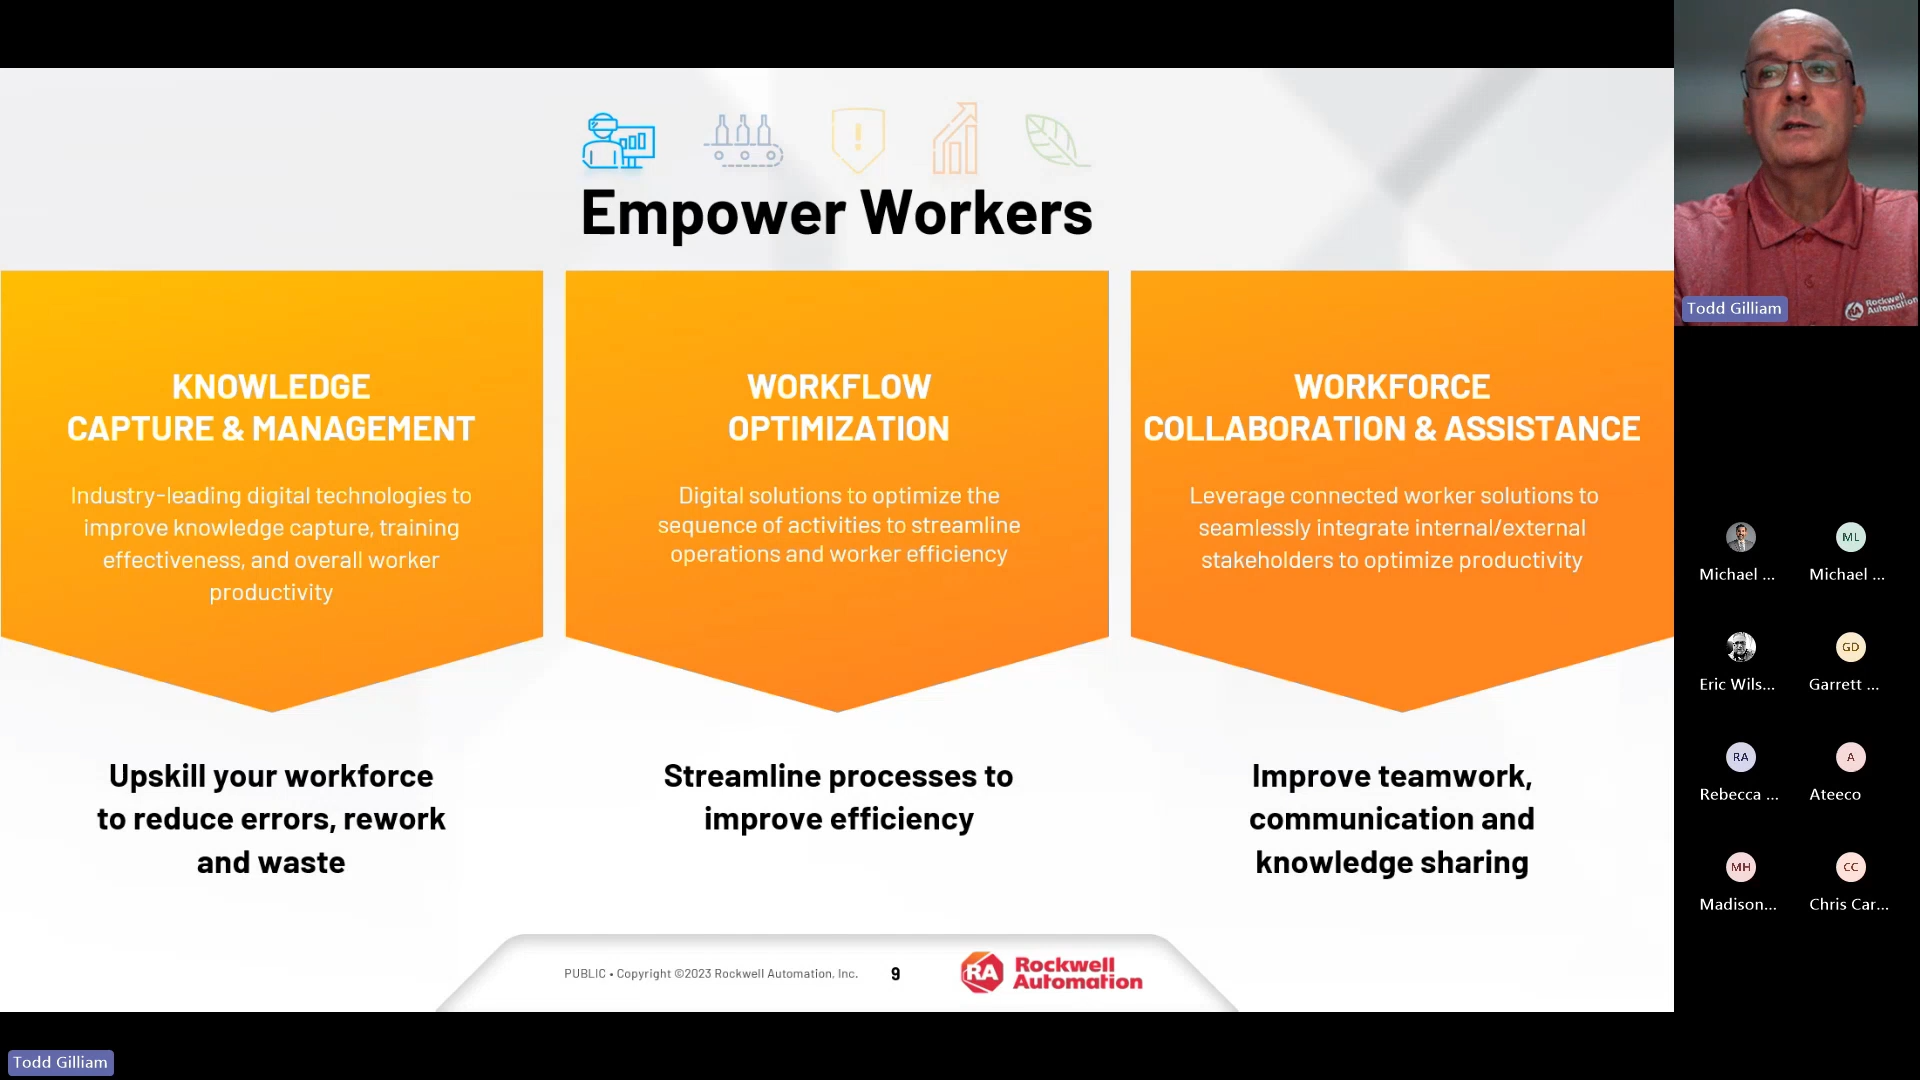 Empower Workers
KNOWLEDGE
CAPTURE & MANAGEMENT
Industry-leading digital technologies to
improve knowledge capture, training
effectiveness, and overall worker
productivity
Upskill your workforce
to reduce errors, rework
and waste
WORKFLOW
OPTIMIZATION
Digital solutions to optimize the
sequence of activities to streamline
operations and worker efficiency
Streamline processes to
improve efficiency
WORKFORCE
COLLABORATION & ASSISTANCE
Leverage connected worker solutions to
seamlessly integrate internal/external
stakeholders to optimize productivity
Improve teamwork,
communication and
knowledge sharing
PUBLIC • Copyright ©2023 Rockwell Automation, Inc.
9
RA
Rockwell
Automation
Todd Gilliam
Rockwell
Automation
Todd Gilliam
Michael ...
ML
Michael ...
Eric Wils...
GD
Garrett ...
RA
Rebecca ...
A
Ateeco
MH
Madison...
CC
Chris Car...